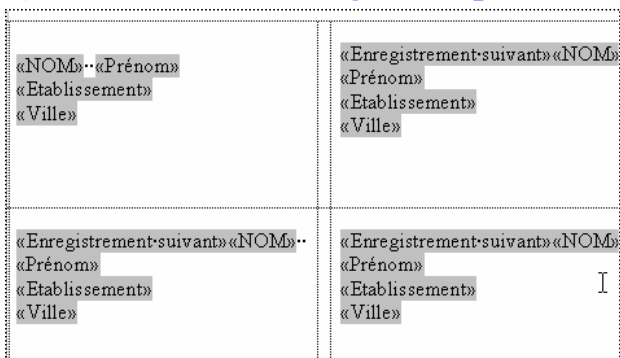 «NOM»··«Prénom»
«Etablissement»
«Ville»
«Enregistrement·suivant»«NOM»
«Prénom»
«Etablissement»
«Ville»
«Enregistrement·suivant»«NOM»··
«Prénom»
«Etablissement»
«Ville»
«Enregistrement·suivant»«NOM»
«Prénom»
«Etablissement»
«Ville»